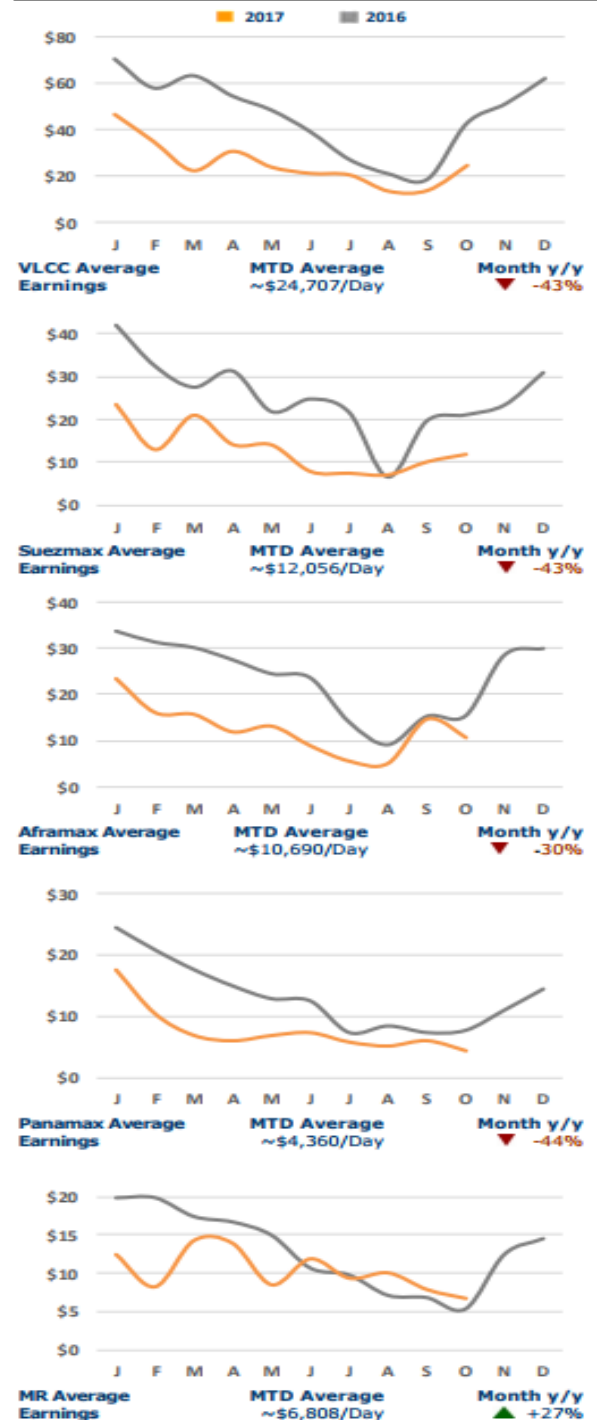 2017 2016
$80
$60
$40
$20
$0
J F M A M J J A S O N D
VLCC Average MTD Average Month y/y
Earnings ~$24,707/Day ▼ -43%
$40
$30
$20
$10
$0
J F M A M J J A S O N D
Suezmax Average MTD Average Month y/y
Earnings ~$12,056/Day ▼ -43%
$40
$30
$20
$10
$0
J F M A M J J A S O N D
Aframax Average MTD Average Month y/y
Earnings ~$10,690/Day ▼ -30%
$30
$20
$10
$0
J F M A M J J A S O N D
Panamax Average MTD Average Month y/y
Earnings ~$4,360/Day ▼ -44%
$20
$15
$10
$5
$0
J F M A M J J A S O N D
MR Average MTD Average Month y/y
Earnings ~$6,808/Day ▲ +27%